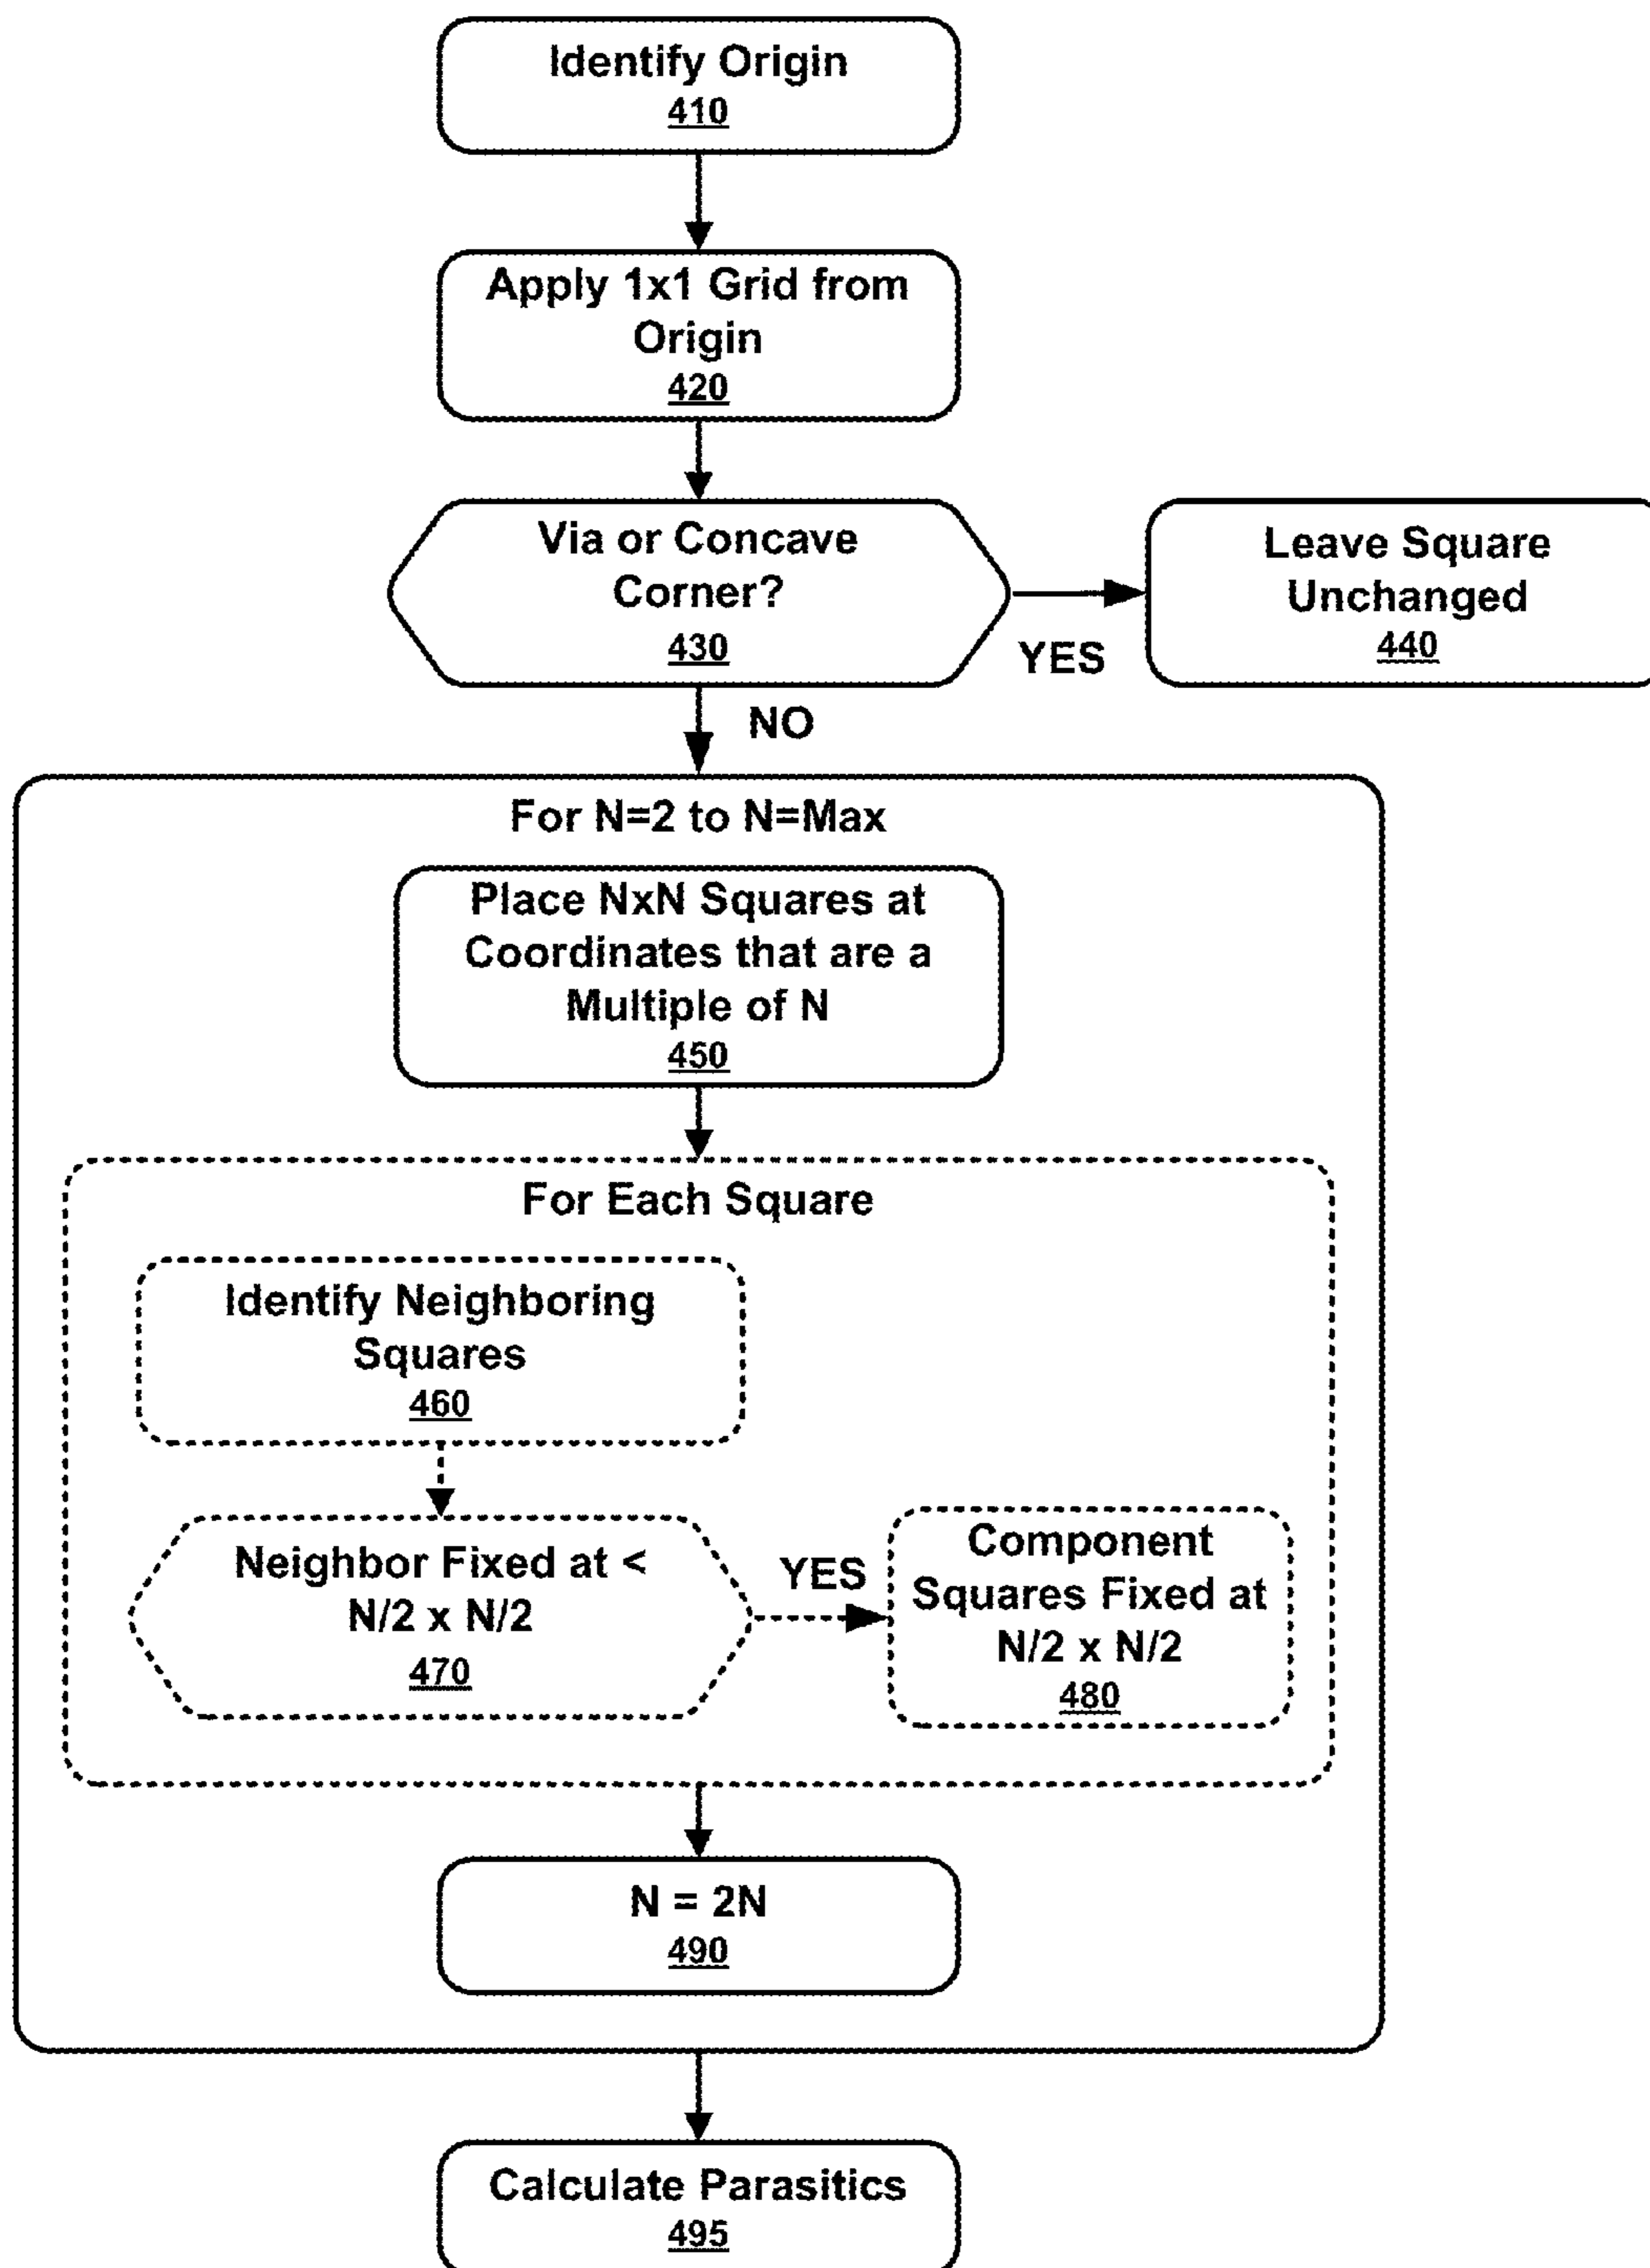 Identify Origin
410
Apply 1x1 Grid from
Origin
420
Via or Concave
Corner?
430
YES
Leave Square
Unchanged
440
NO
For N=2 to N=Max
Place NxN Squares at
Coordinates that are a
Multiple of N
450
For Each Square
Identify Neighboring
Squares
460
Neighbor Fixed at <
N/2 x N/2
470
YES
Component
Squares Fixed at
N/2 x N/2
480
N = 2N
490
Calculate Parasitics
495